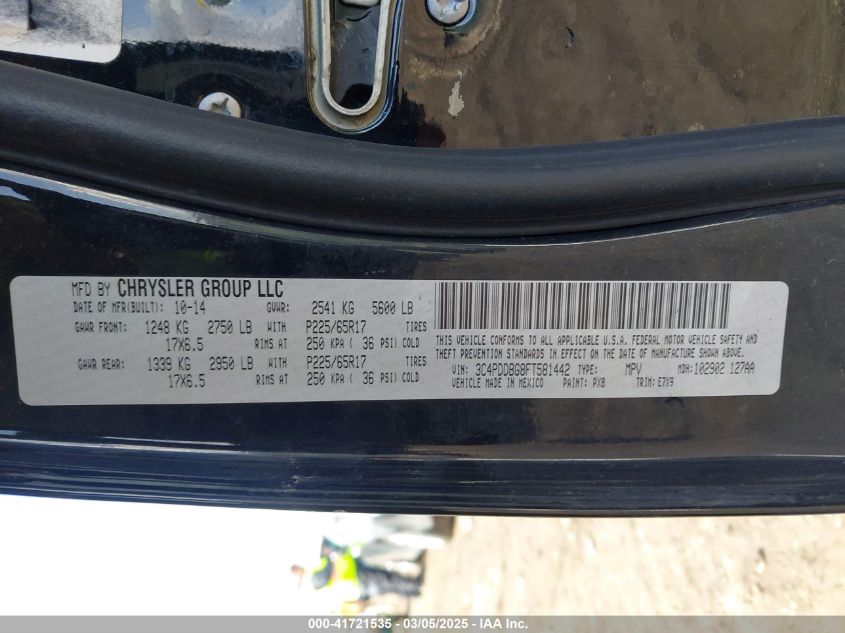 MFD BY CHRYSLER GROUP LLC
DATE OF MFR(BUILT): 10-14 GVWR: 2541 KG 5600 LB
GAWR FRONT: 1248 KG 2750 LB WITH P225/65R17 TIRES
17X6.5 RIMS AT 250 KPA ( 36 PSI) COLD
GAWR REAR: 1339 KG 2950 LB WITH P225/65R17 TIRES
17X6.5 RIMS AT 250 KPA ( 36 PSI) COLD
THIS VEHICLE CONFORMS TO ALL APPLICABLE U.S.A. FEDERAL MOTOR VEHICLE SAFETY AND
THEFT PREVENTION STANDARDS IN EFFECT ON THE DATE OF MANUFACTURE SHOWN ABOVE.
VIN: 3C4PDDBG8FT581442 TYPE: MPV MDH: 102902 127AA
VEHICLE MADE IN MEXICO PAINT: PX8 TRIM: E7X9
000-41721535 - 03/05/2025 - IAA Inc.